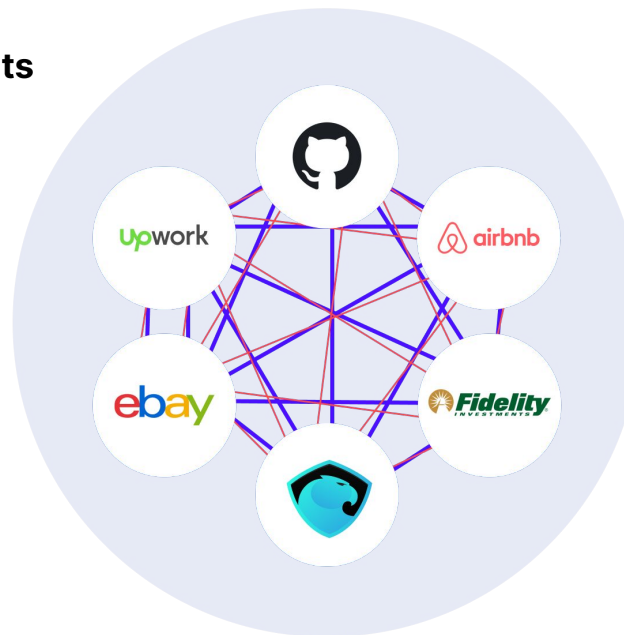 ts
upwork
airbnb
ebay
Fidelity
INVESTMENTS